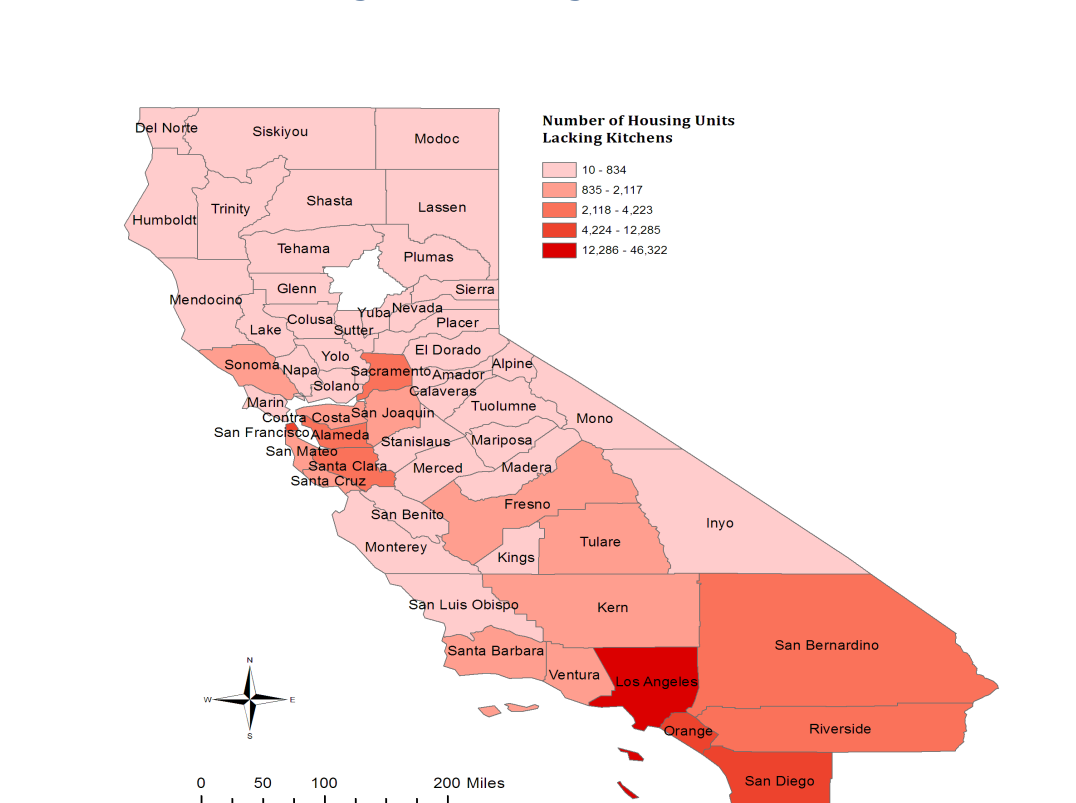 Number of Housing Units
Lacking Kitchens
10 - 834
835 - 2,117
2,118 - 4,223
4,224 - 12,285
12,286 - 46,322
Del Norte
Siskiyou
Modoc
Humboldt
Trinity
Shasta
Lassen
Tehama
Plumas
Mendocino
Glenn
Sierra
Lake
Colusa
Sutter
Yuba
Nevada
Placer
Sonoma
Napa
Yolo
Solano
Sacramento
El Dorado
Amador
Alpine
Calaveras
Marin
Contra Costa
San Joaquin
Tuolumne
Mono
San Francisco
Alameda
Stanislaus
Mariposa
San Mateo
Santa Clara
Merced
Madera
Santa Cruz
San Benito
Fresno
Inyo
Monterey
Kings
Tulare
San Luis Obispo
Kern
San Bernardino
Santa Barbara
Ventura
Los Angeles
Orange
Riverside
San Diego
N
W
E
S
0 50 100 200 Miles